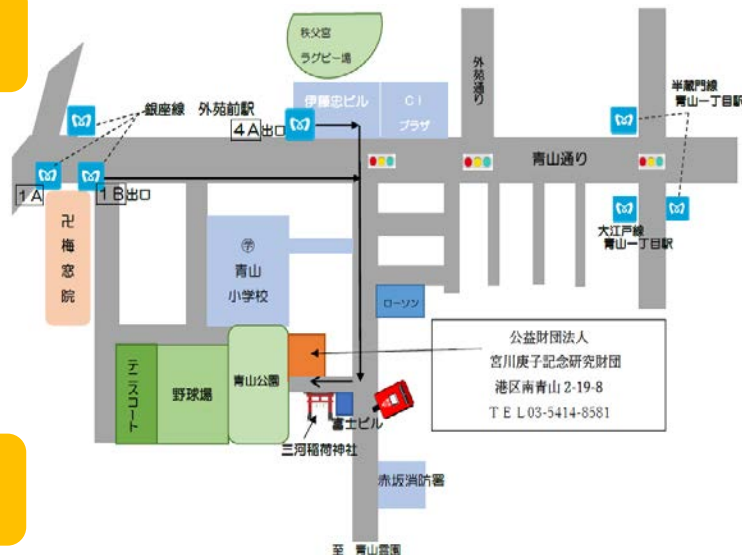 秩父宮
ラグビー場
外苑通り
半蔵門線
青山一丁目駅
伊藤忠ビル
CI
プラザ
銀座線 外苑前駅
4A出口
青山通り
1A
1B出口
大江戸線
青山一丁目駅
卍梅窓院
㊫
青山
小学校
ローソン
公益財団法人
宮川庚子記念研究財団
港区南青山2-19-8
TEL03-5414-8581
テニスコート
野球場
青山公園
富士ビル
三河稲荷神社
赤坂消防署
至 青山霊園